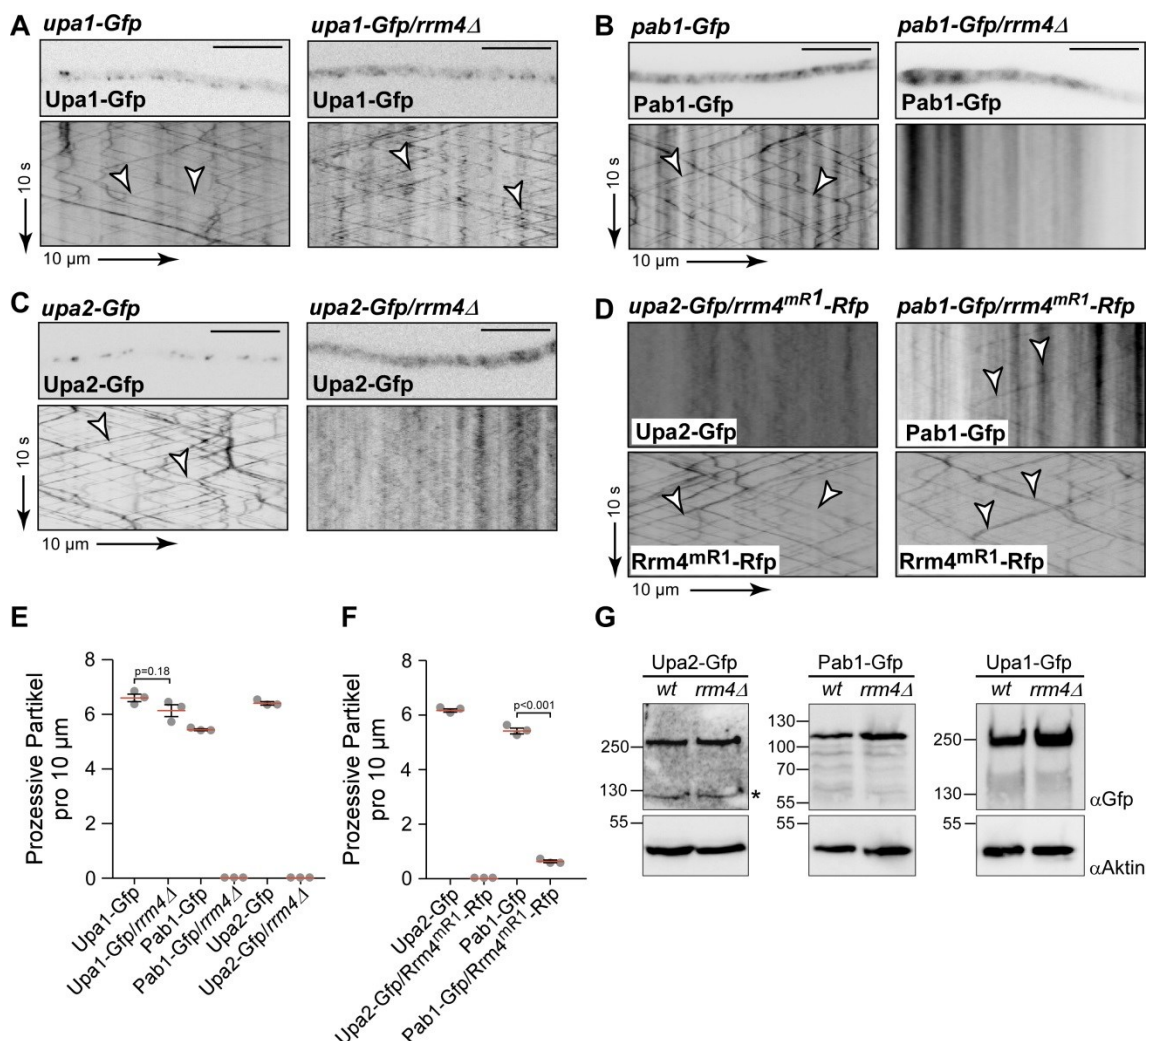 A
upa1-Gfp
upa1-Gfp/rrm4Δ
Upa1-Gfp
Upa1-Gfp
10 s
10 µm
B
pab1-Gfp
pab1-Gfp/rrm4Δ
Pab1-Gfp
Pab1-Gfp
10 s
10 µm
C
upa2-Gfp
upa2-Gfp/rrm4Δ
Upa2-Gfp
Upa2-Gfp
10 s
10 µm
D
upa2-Gfp/rrm4mR1-Rfp
pab1-Gfp/rrm4mR1-Rfp
Upa2-Gfp
Pab1-Gfp
Rrm4mR1-Rfp
Rrm4mR1-Rfp
10 s
10 µm
E
Prozessive Partikel
pro 10 µm
8
6
4
2
0
p=0.18
Upa1-Gfp
Upa1-Gfp/rrm4Δ
Pab1-Gfp
Pab1-Gfp/rrm4Δ
Upa2-Gfp
Upa2-Gfp/rrm4Δ
F
Prozessive Partikel
pro 10 µm
8
6
4
2
0
p<0.001
Upa2-Gfp
Upa2-Gfp/Rrm4mR1-Rfp
Pab1-Gfp
Pab1-Gfp/Rrm4mR1-Rfp
G
Upa2-Gfp
wt rrm4Δ
250
130
*
55
Pab1-Gfp
wt rrm4Δ
130
100
70
55
55
Upa1-Gfp
wt rrm4Δ
250
130
αGfp
55
αAktin